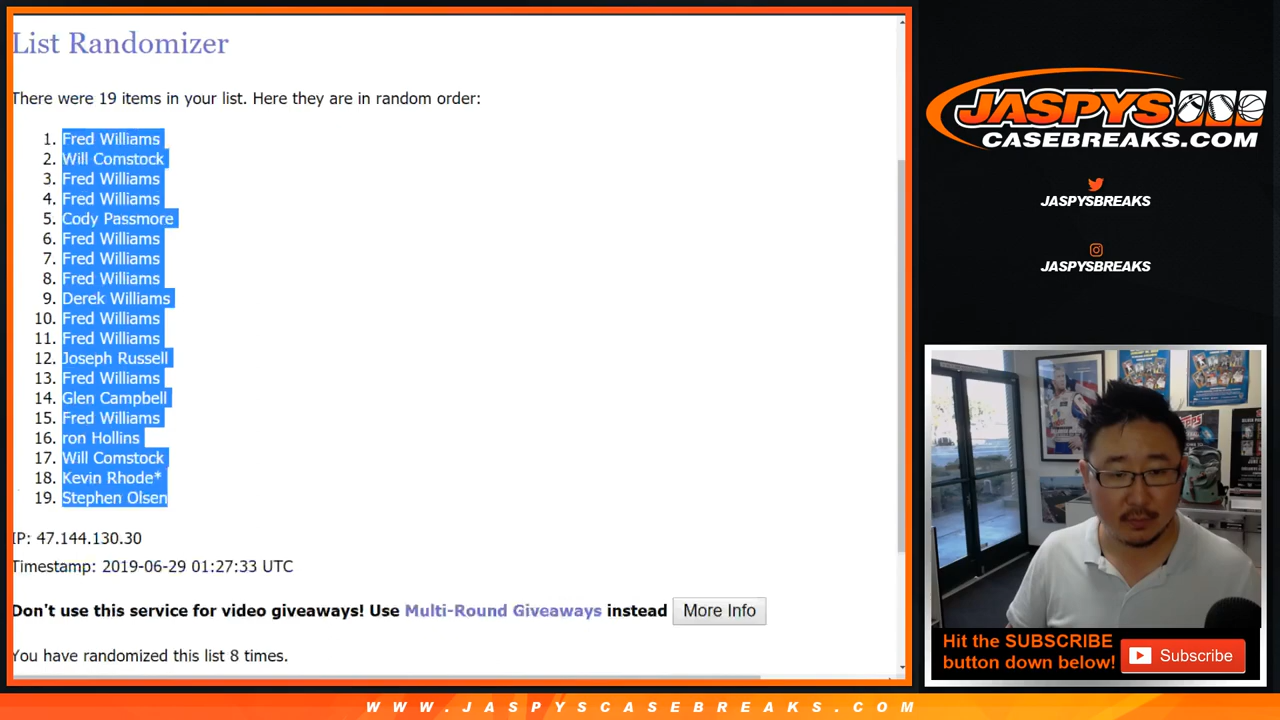 List Randomizer
There were 19 items in your list. Here they are in random order:
1. Fred Williams
2. Will Comstock
3. Fred Williams
4. Fred Williams
5. Cody Passmore
6. Fred Williams
7. Fred Williams
8. Fred Williams
9. Derek Williams
10. Fred Williams
11. Fred Williams
12. Joseph Russell
13. Fred Williams
14. Glen Campbell
15. Fred Williams
16. ron Hollins
17. Will Comstock
18. Kevin Rhode*
19. Stephen Olsen
IP: 47.144.130.30
Timestamp: 2019-06-29 01:27:33 UTC
Don't use this service for video giveaways! Use Multi-Round Giveaways instead More Info
You have randomized this list 8 times.
JASPYS
CASEBREAKS.COM
JASPYSBREAKS
JASPYSBREAKS
Hit the SUBSCRIBE
button down below!
Subscribe
WWW.JASPYSCASEBREAKS.COM